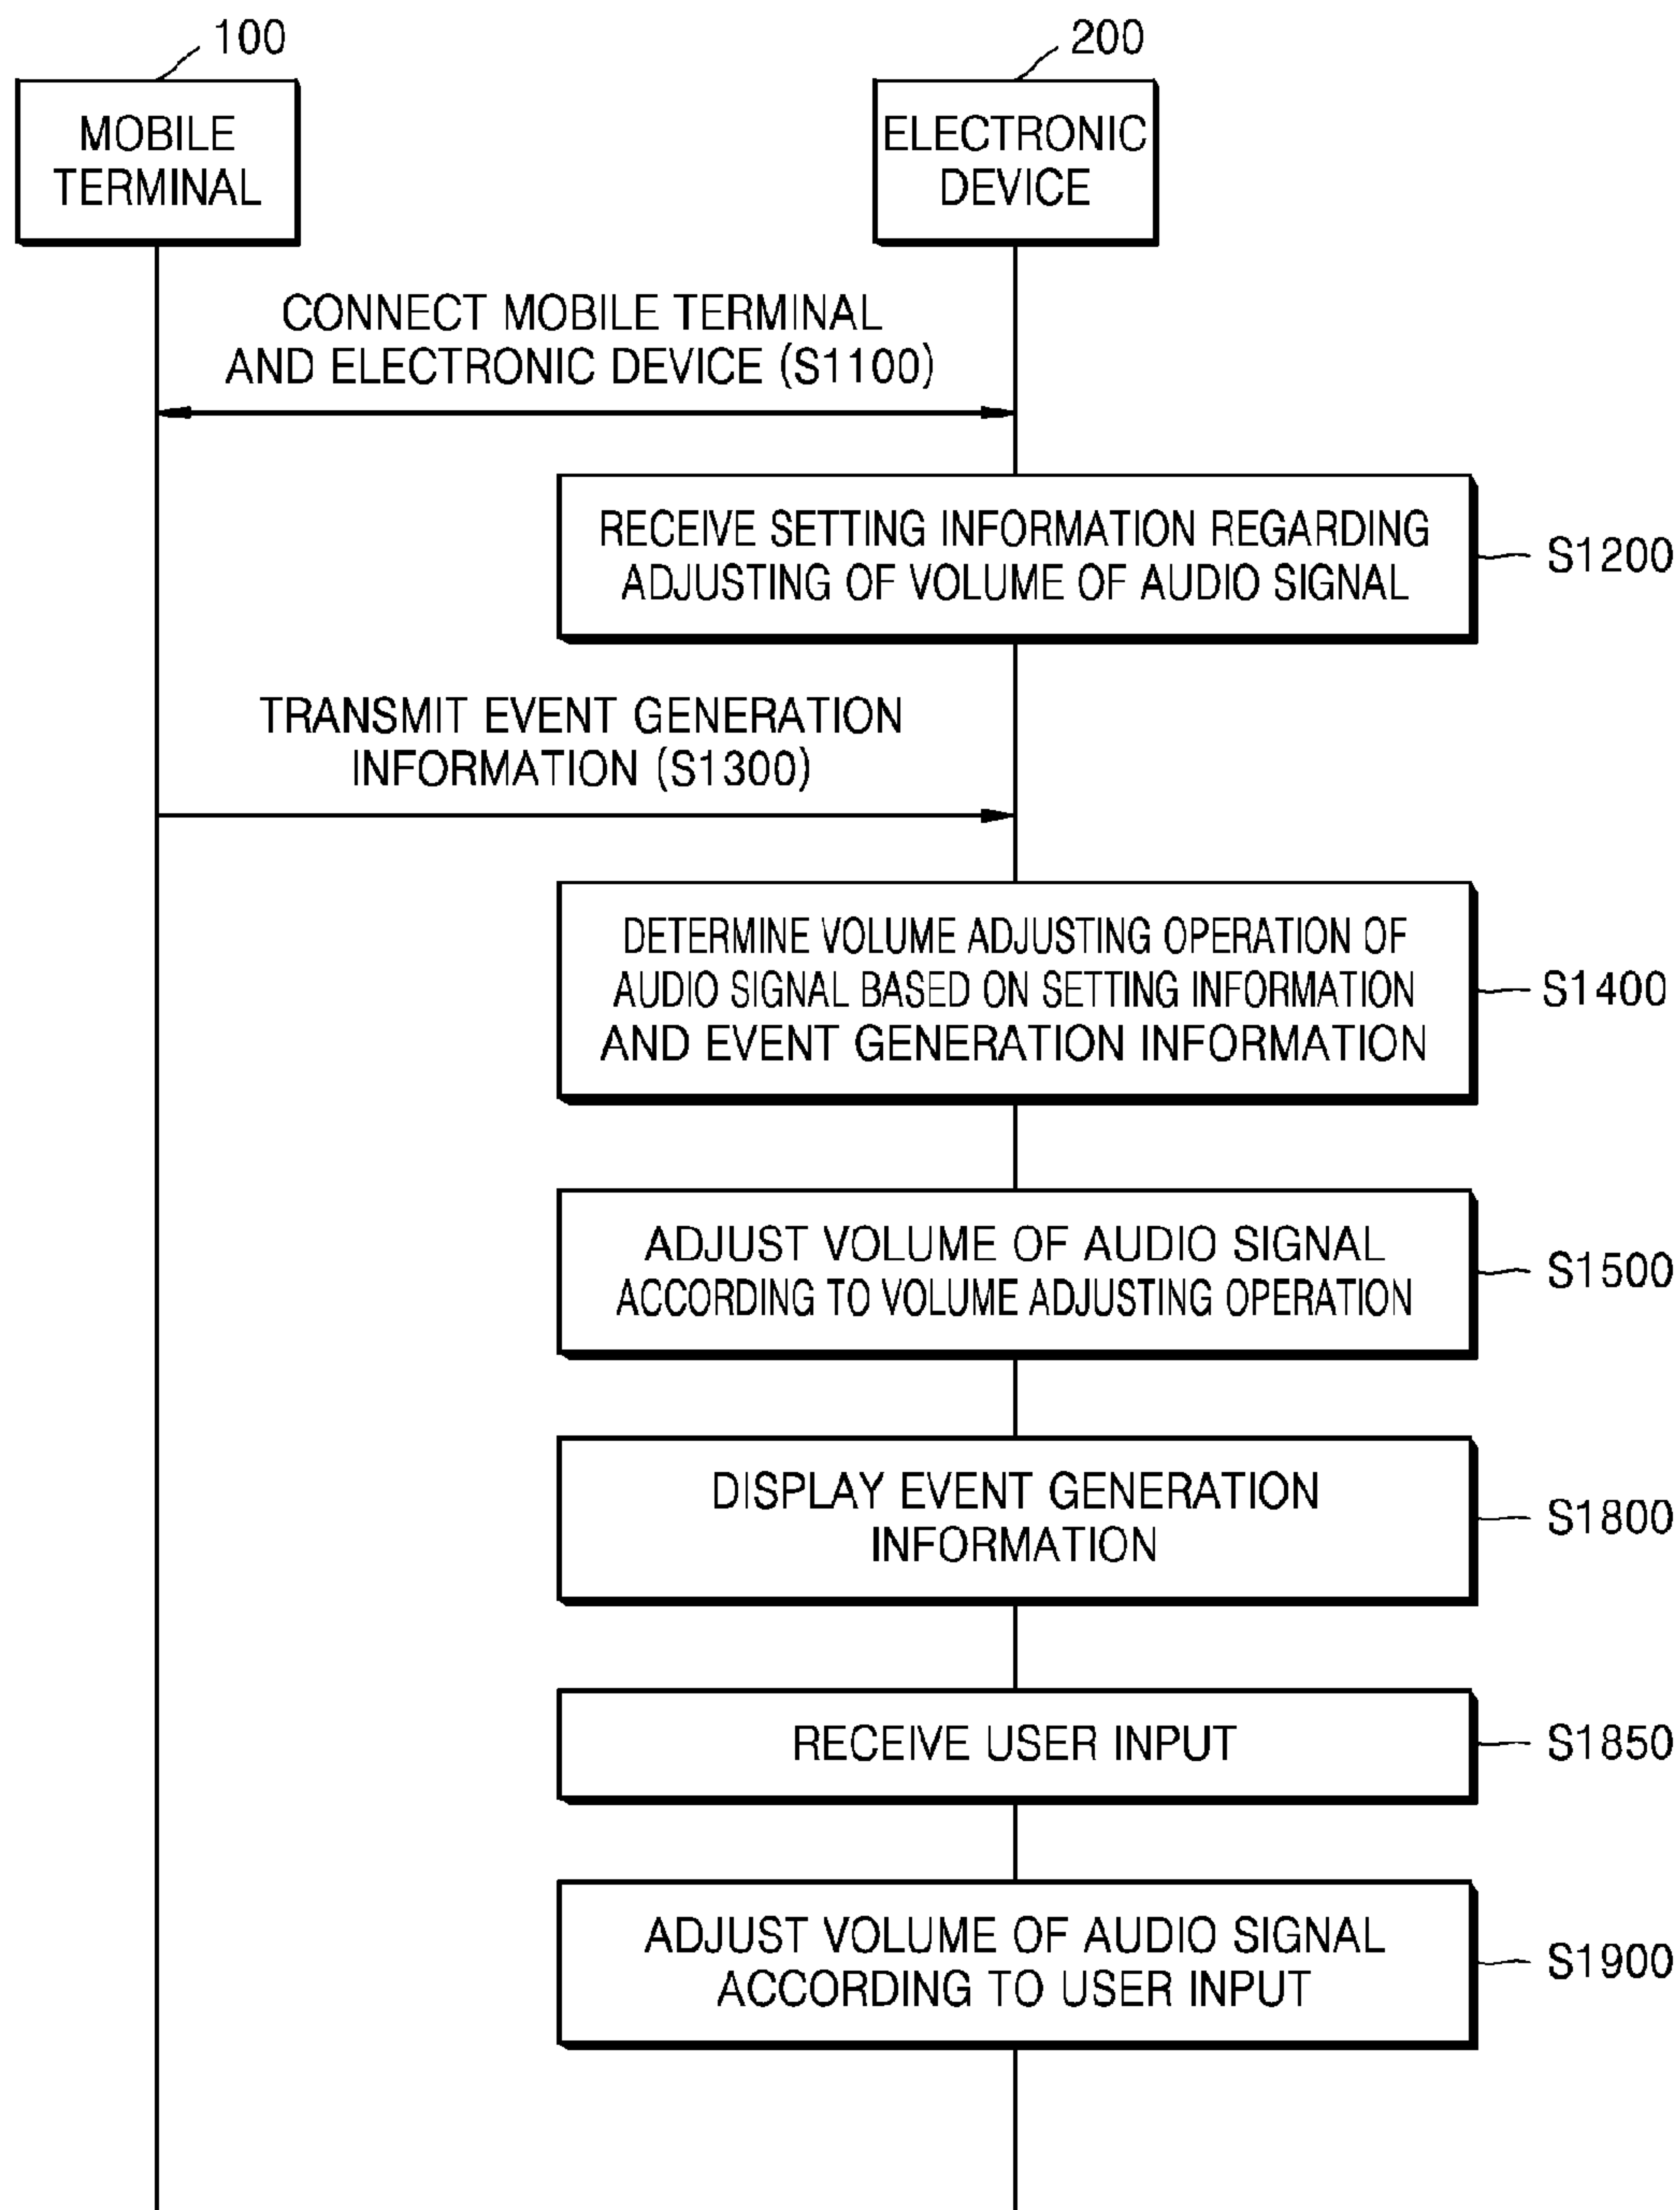 100
200
MOBILE
TERMINAL
ELECTRONIC
DEVICE
CONNECT MOBILE TERMINAL
AND ELECTRONIC DEVICE (S1100)
RECEIVE SETTING INFORMATION REGARDING
ADJUSTING OF VOLUME OF AUDIO SIGNAL
S1200
TRANSMIT EVENT GENERATION
INFORMATION (S1300)
DETERMINE VOLUME ADJUSTING OPERATION OF
AUDIO SIGNAL BASED ON SETTING INFORMATION
AND EVENT GENERATION INFORMATION
S1400
ADJUST VOLUME OF AUDIO SIGNAL
ACCORDING TO VOLUME ADJUSTING OPERATION
S1500
DISPLAY EVENT GENERATION
INFORMATION
S1800
RECEIVE USER INPUT
S1850
ADJUST VOLUME OF AUDIO SIGNAL
ACCORDING TO USER INPUT
S1900